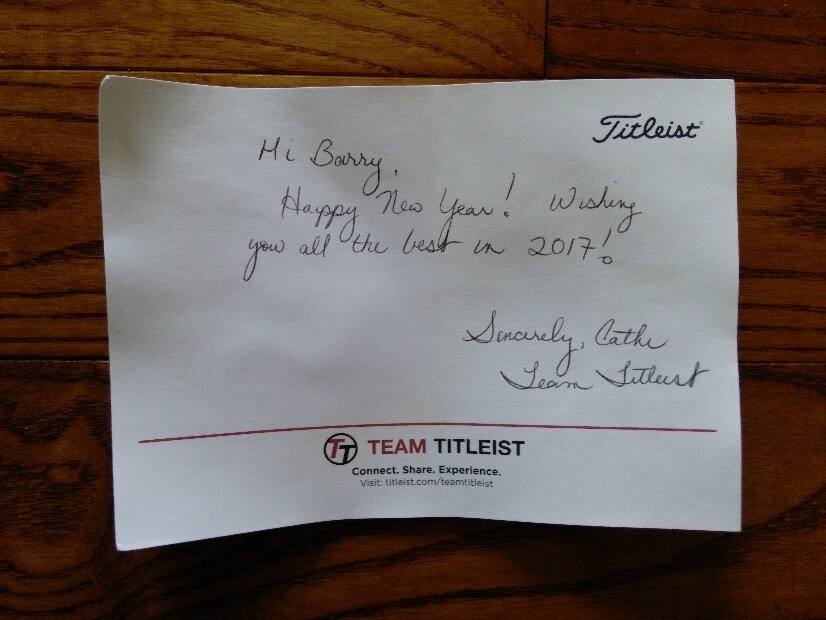 Titleist®
Hi Barry,
Happy New Year! Wishing
you all the best in 2017!
Sincerely, Cathi
Team Titleist
TT TEAM TITLEIST
Connect. Share. Experience.
Visit: titleist.com/teamtitleist